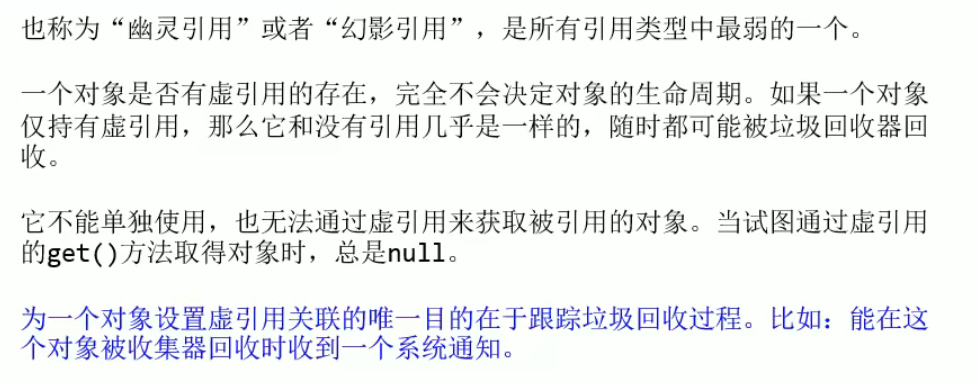 也称为“幽灵引用”或者“幻影引用”，是所有引用类型中最弱的一个。
一个对象是否有虚引用的存在，完全不会决定对象的生命周期。如果一个对象
仅持有虚引用，那么它和没有引用几乎是一样的，随时都可能被垃圾回收器回
收。
它不能单独使用，也无法通过虚引用来获取被引用的对象。当试图通过虚引用
的get()方法取得对象时，总是null。
为一个对象设置虚引用关联的唯一目的在于跟踪垃圾回收过程。比如：能在这
个对象被收集器回收时收到一个系统通知。